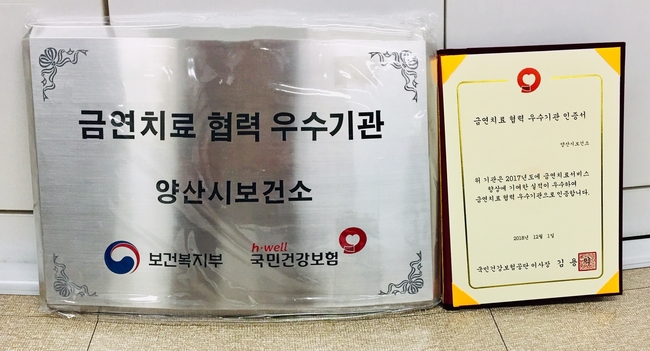 금연치료 협력 우수기관
양산시보건소
보건복지부
h·well
국민건강보험
금연치료 협력 우수기관 인증서
양산시보건소
위 기관은 2017년도에 금연치료서비스
향상에 기여한 실적이 우수하여
금연치료 협력 우수기관으로 인증합니다.
2018년 12월 1일
국민건강보험공단 이사장 김 용